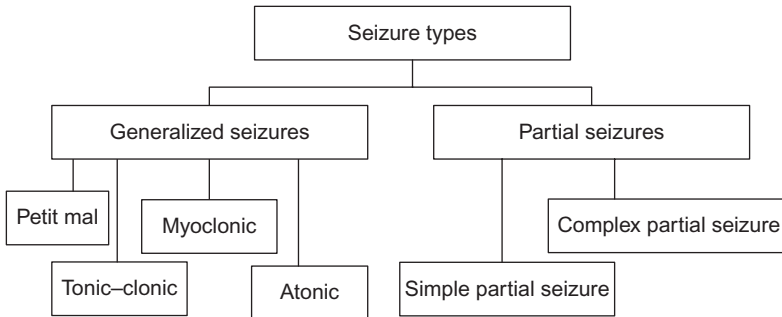 Seizure types
Generalized seizures
Partial seizures
Petit mal
Myoclonic
Complex partial seizure
Tonic–clonic
Atonic
Simple partial seizure